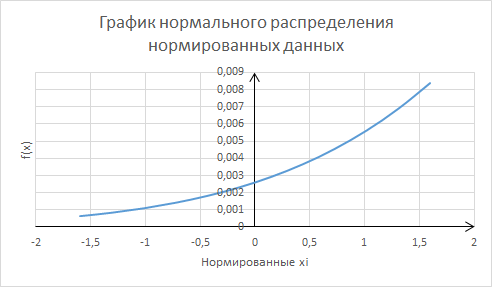 График нормального распределения
нормированных данных
0,009
0,008
0,007
0,006
0,005
0,004
0,003
0,002
0,001
0
f(x)
-2 -1,5 -1 -0,5 0 0,5 1 1,5 2
Нормированные xi